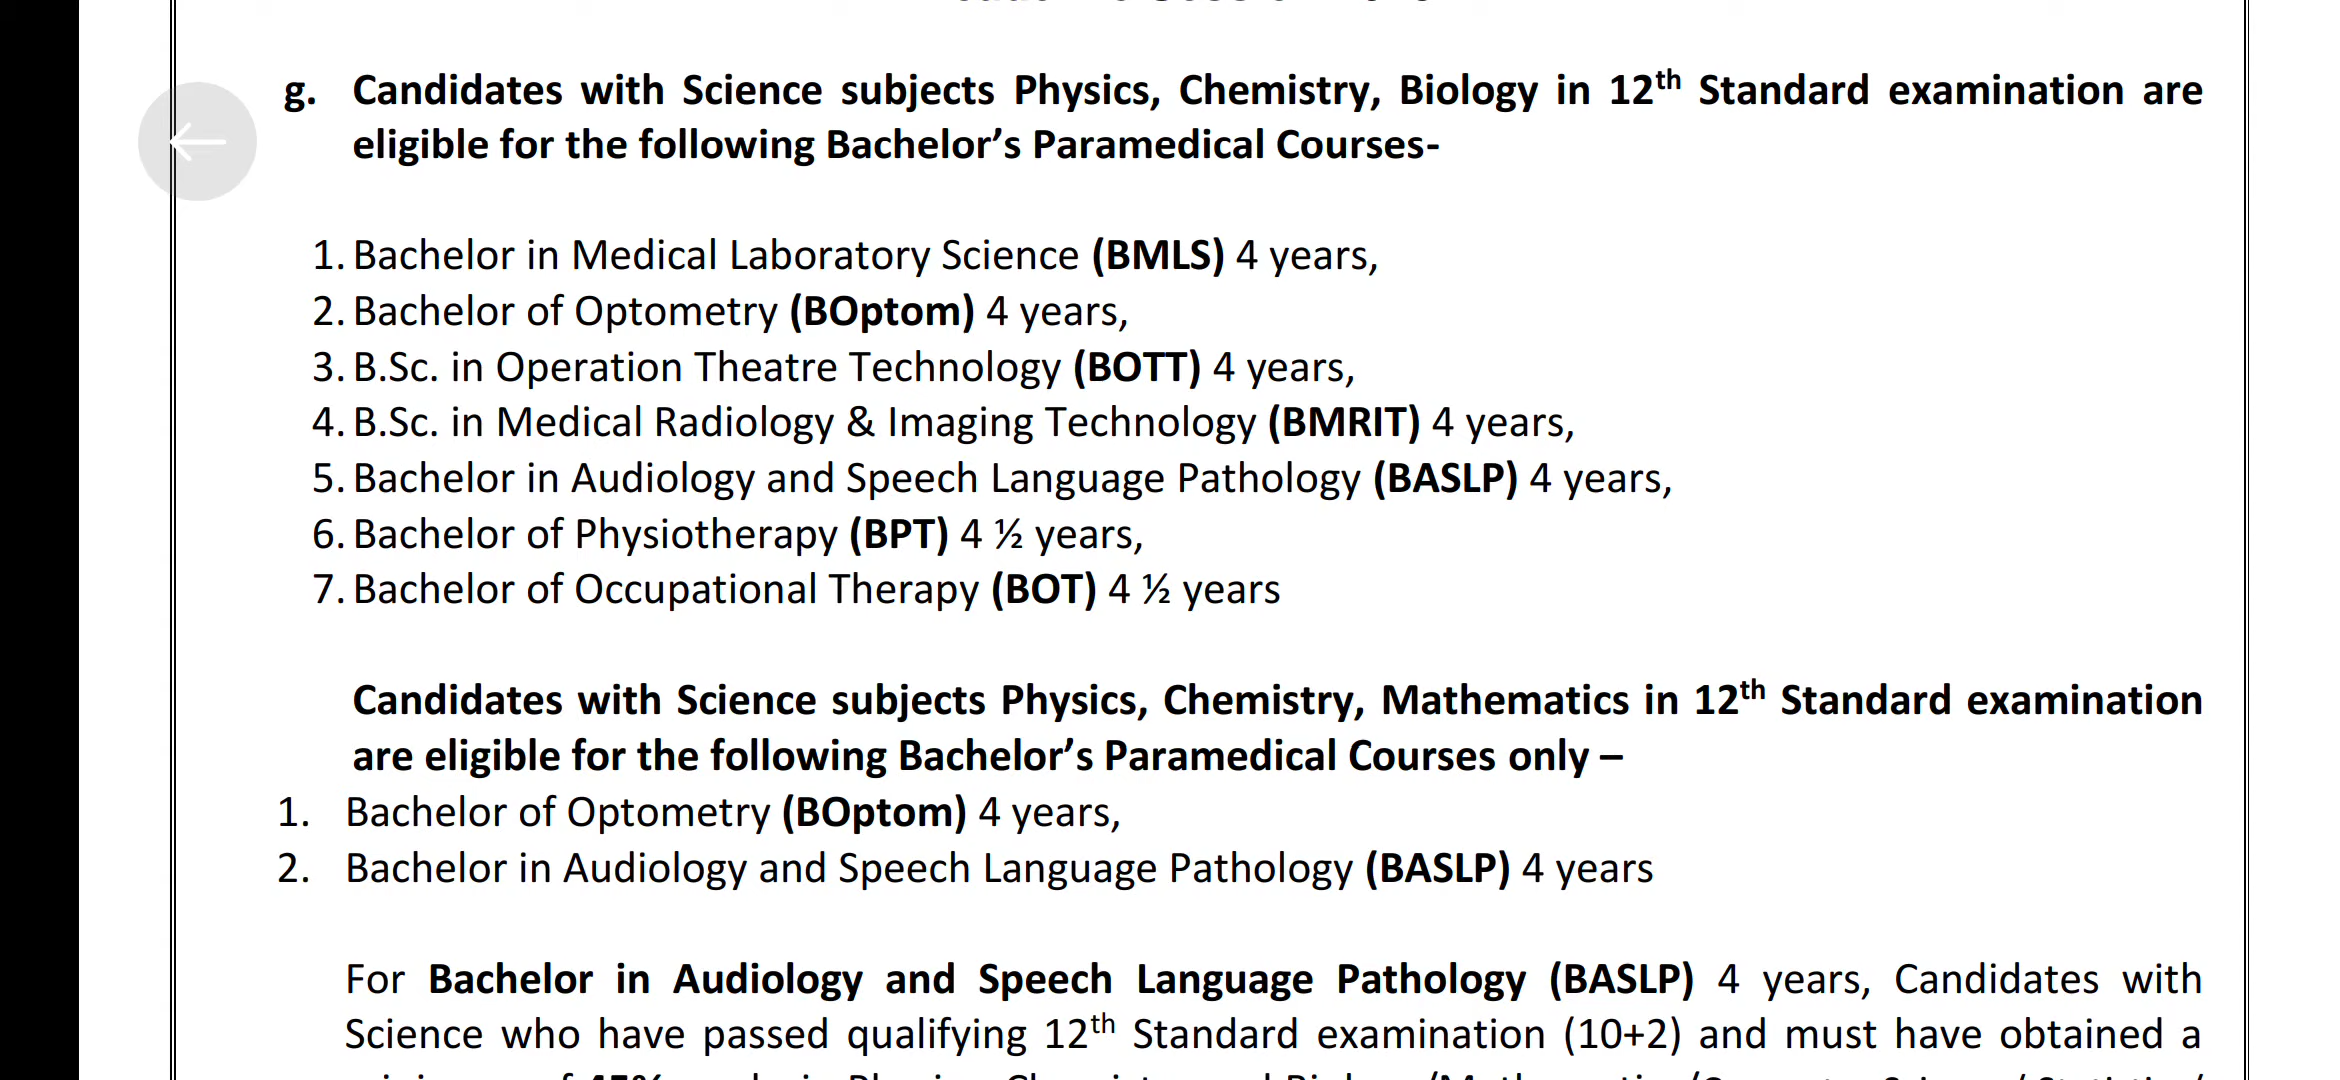 g. Candidates with Science subjects Physics, Chemistry, Biology in 12th Standard examination are
eligible for the following Bachelor’s Paramedical Courses-
1. Bachelor in Medical Laboratory Science (BMLS) 4 years,
2. Bachelor of Optometry (BOptom) 4 years,
3. B.Sc. in Operation Theatre Technology (BOTT) 4 years,
4. B.Sc. in Medical Radiology & Imaging Technology (BMRIT) 4 years,
5. Bachelor in Audiology and Speech Language Pathology (BASLP) 4 years,
6. Bachelor of Physiotherapy (BPT) 4 ½ years,
7. Bachelor of Occupational Therapy (BOT) 4 ½ years
Candidates with Science subjects Physics, Chemistry, Mathematics in 12th Standard examination
are eligible for the following Bachelor’s Paramedical Courses only –
1. Bachelor of Optometry (BOptom) 4 years,
2. Bachelor in Audiology and Speech Language Pathology (BASLP) 4 years
For Bachelor in Audiology and Speech Language Pathology (BASLP) 4 years, Candidates with
Science who have passed qualifying 12th Standard examination (10+2) and must have obtained a